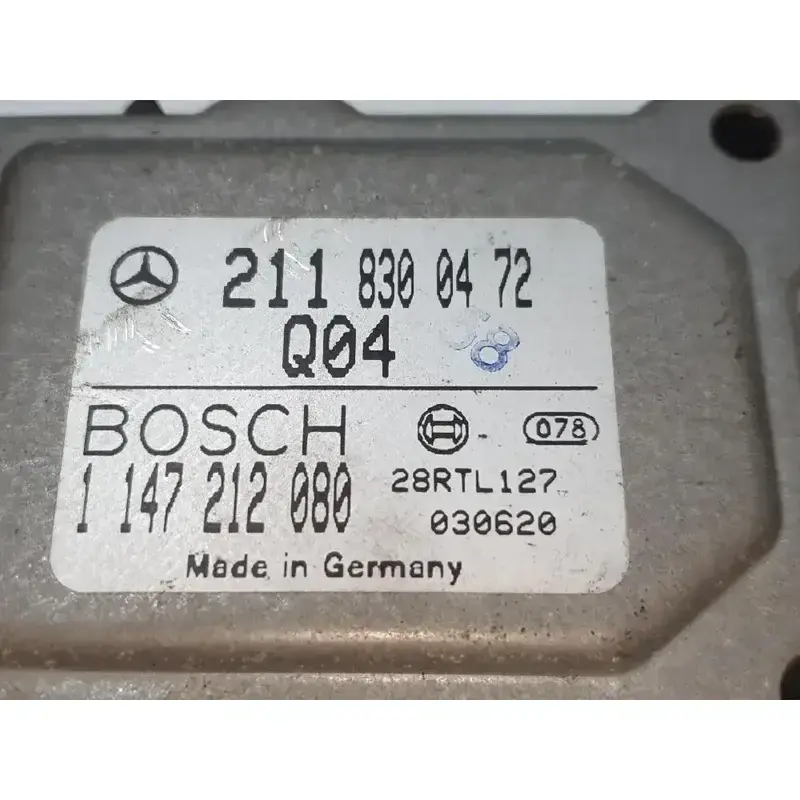 211 830 04 72
Q04
BOSCH 078
1 147 212 080 28RTL127
030620
Made in Germany